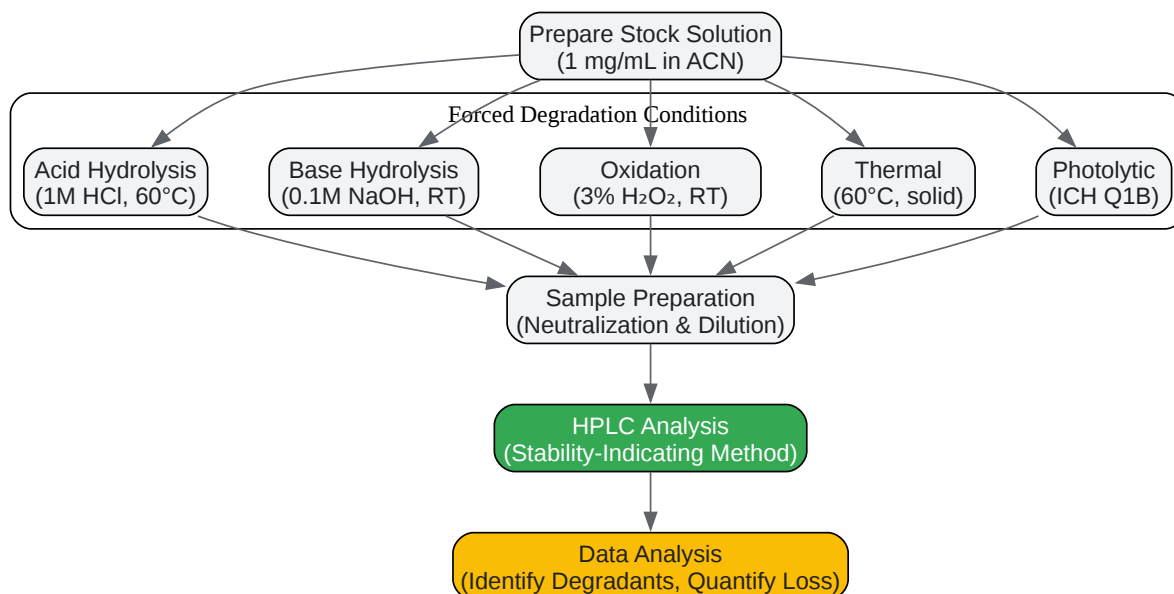 Prepare Stock Solution
(1 mg/mL in ACN)
Forced Degradation Conditions
Acid Hydrolysis
(1M HCl, 60°C)
Base Hydrolysis
(0.1M NaOH, RT)
Oxidation
(3% H₂O₂, RT)
Thermal
(60°C, solid)
Photolytic
(ICH Q1B)
Sample Preparation
(Neutralization & Dilution)
HPLC Analysis
(Stability-Indicating Method)
Data Analysis
(Identify Degradants, Quantify Loss)